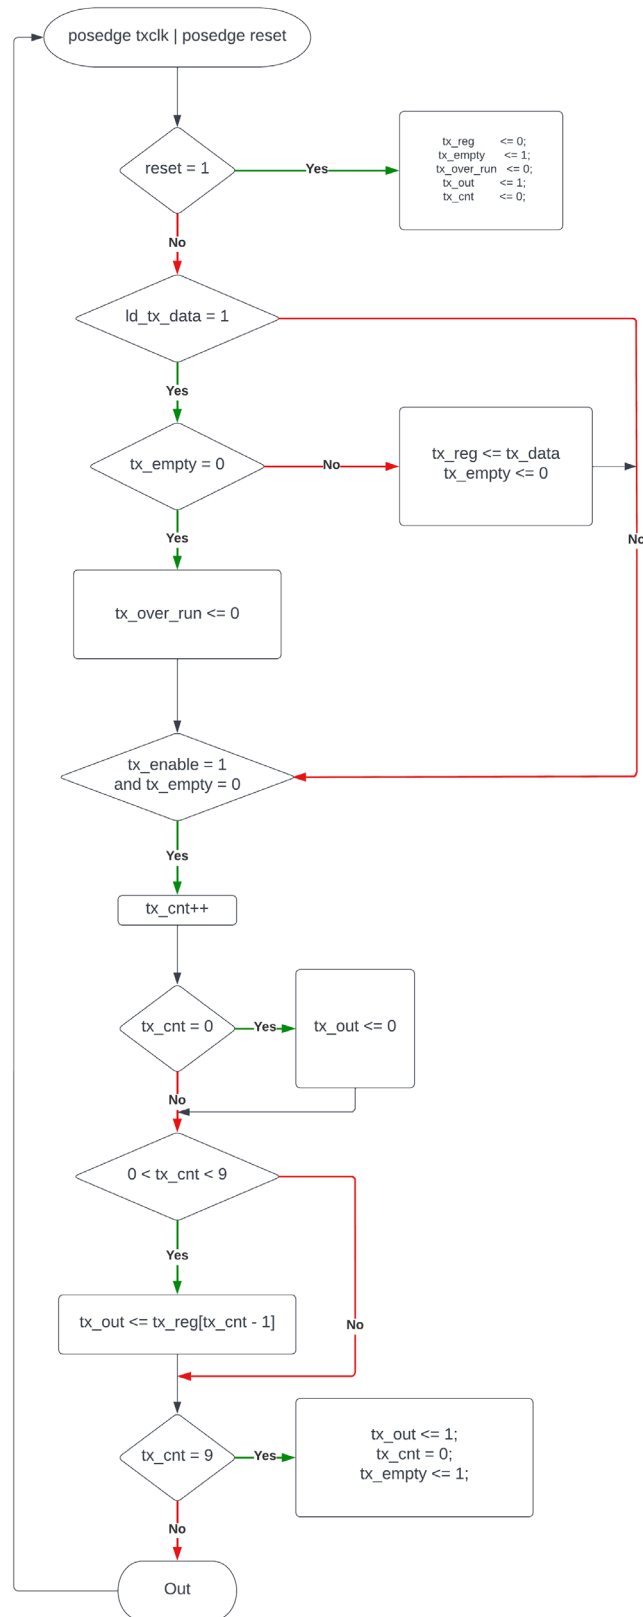 posedge txclk | posedge reset
reset = 1
Yes
tx_reg <= 0;
tx_empty <= 1;
tx_over_run <= 0;
tx_out <= 1;
tx_cnt <= 0;
No
ld_tx_data = 1
Yes
tx_empty = 0
No
tx_reg <= tx_data
tx_empty <= 0
No
Yes
tx_over_run <= 0
tx_enable = 1
and tx_empty = 0
Yes
tx_cnt++
tx_cnt = 0
Yes
tx_out <= 0
No
0 < tx_cnt < 9
Yes
tx_out <= tx_reg[tx_cnt - 1]
No
tx_cnt = 9
Yes
tx_out <= 1;
tx_cnt = 0;
tx_empty <= 1;
No
Out